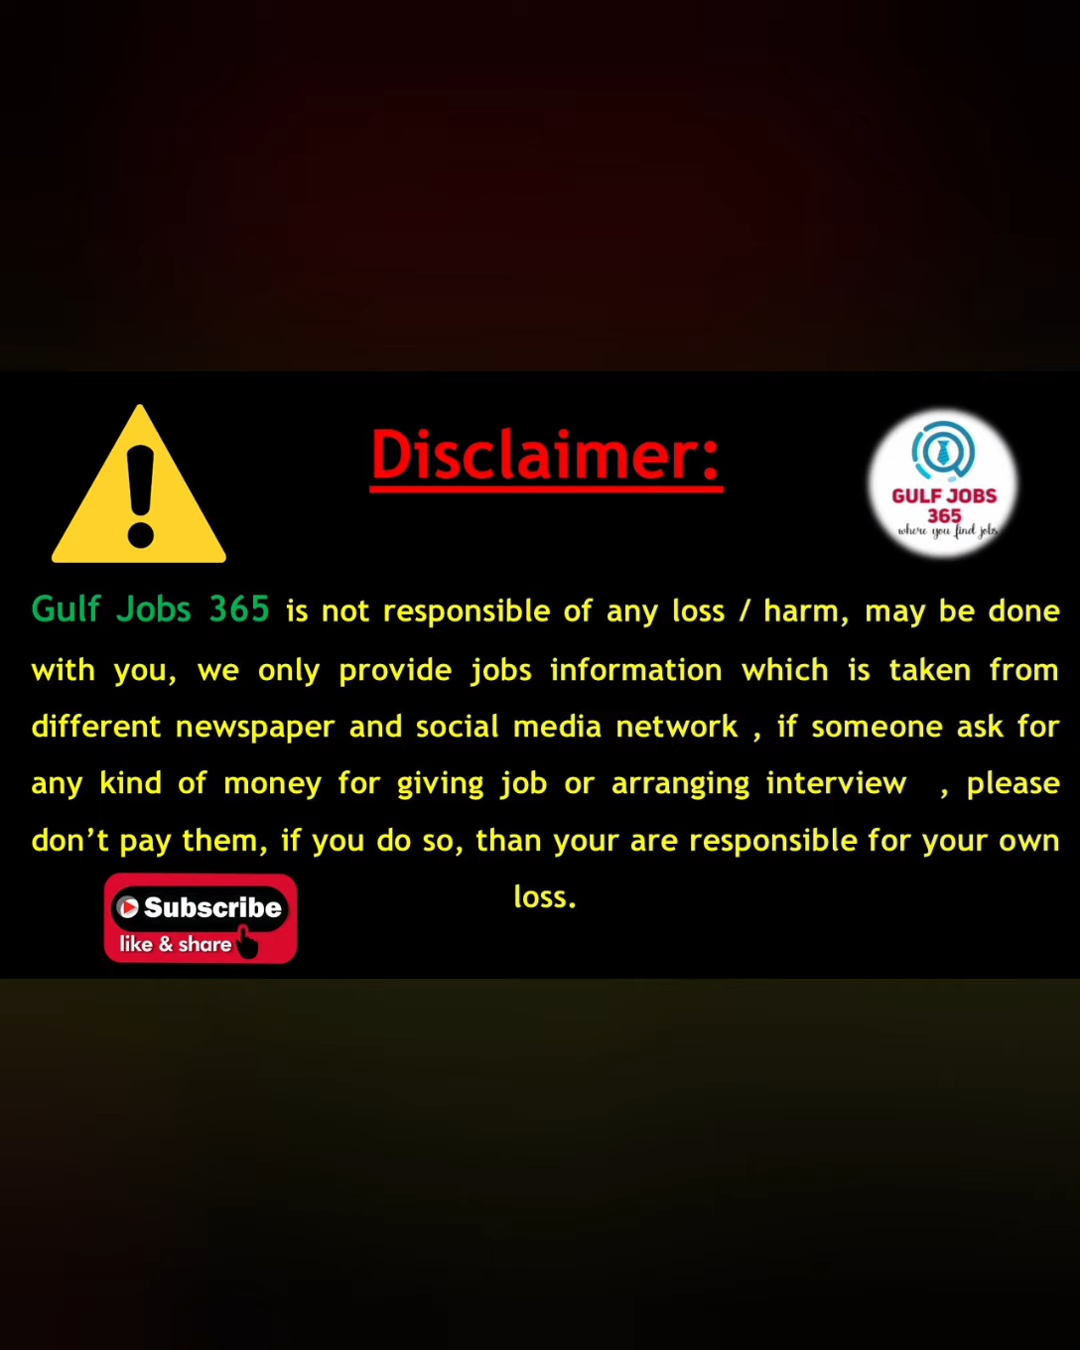 Disclaimer:
GULF JOBS
365
where you find jobs
Gulf Jobs 365 is not responsible of any loss / harm, may be done
with you, we only provide jobs information which is taken from
different newspaper and social media network , if someone ask for
any kind of money for giving job or arranging interview , please
don’t pay them, if you do so, than your are responsible for your own
loss.
Subscribe
like & share